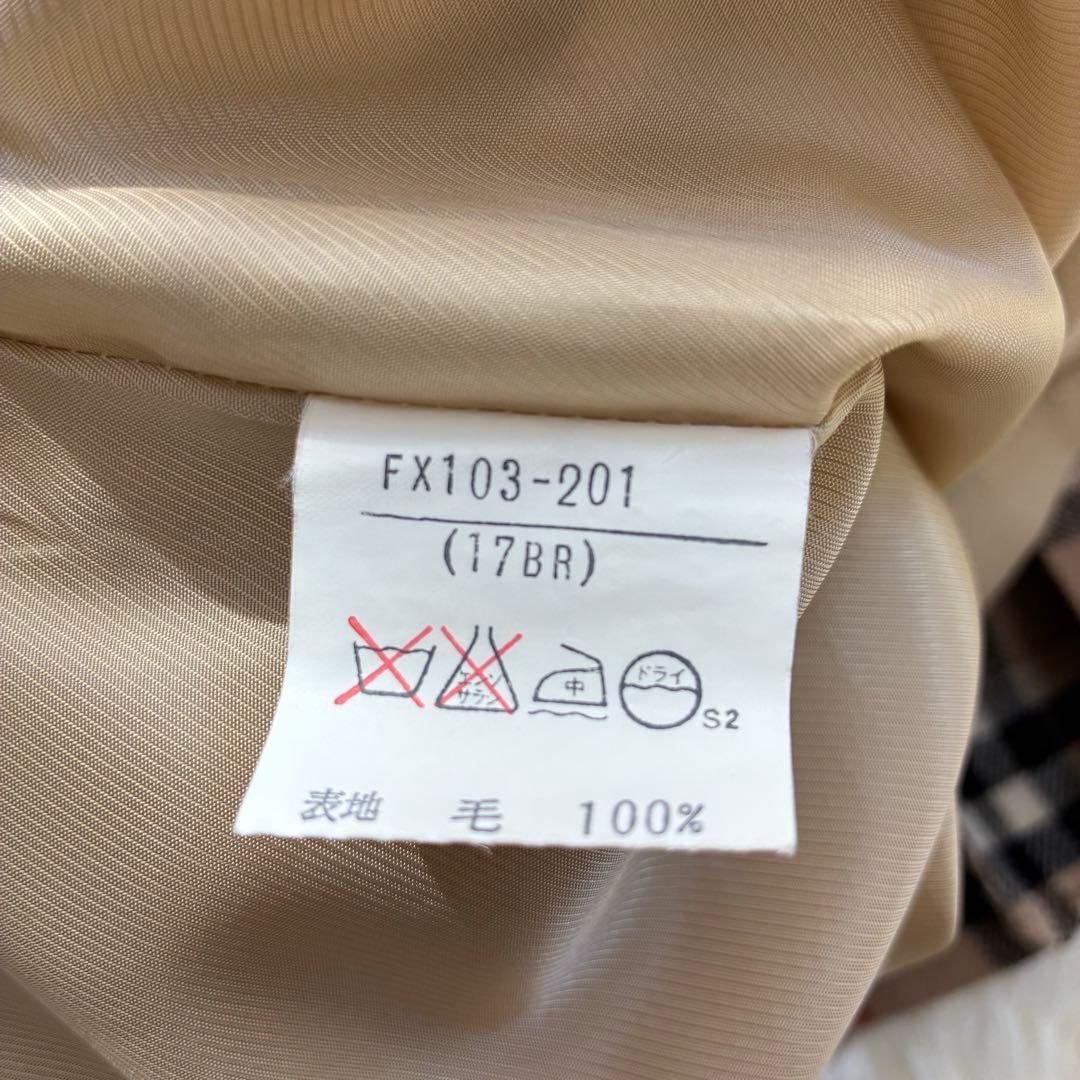 FX103-201
(17BR)
エンソ
サラシ
中
ドライ
S2
表地 毛 100%